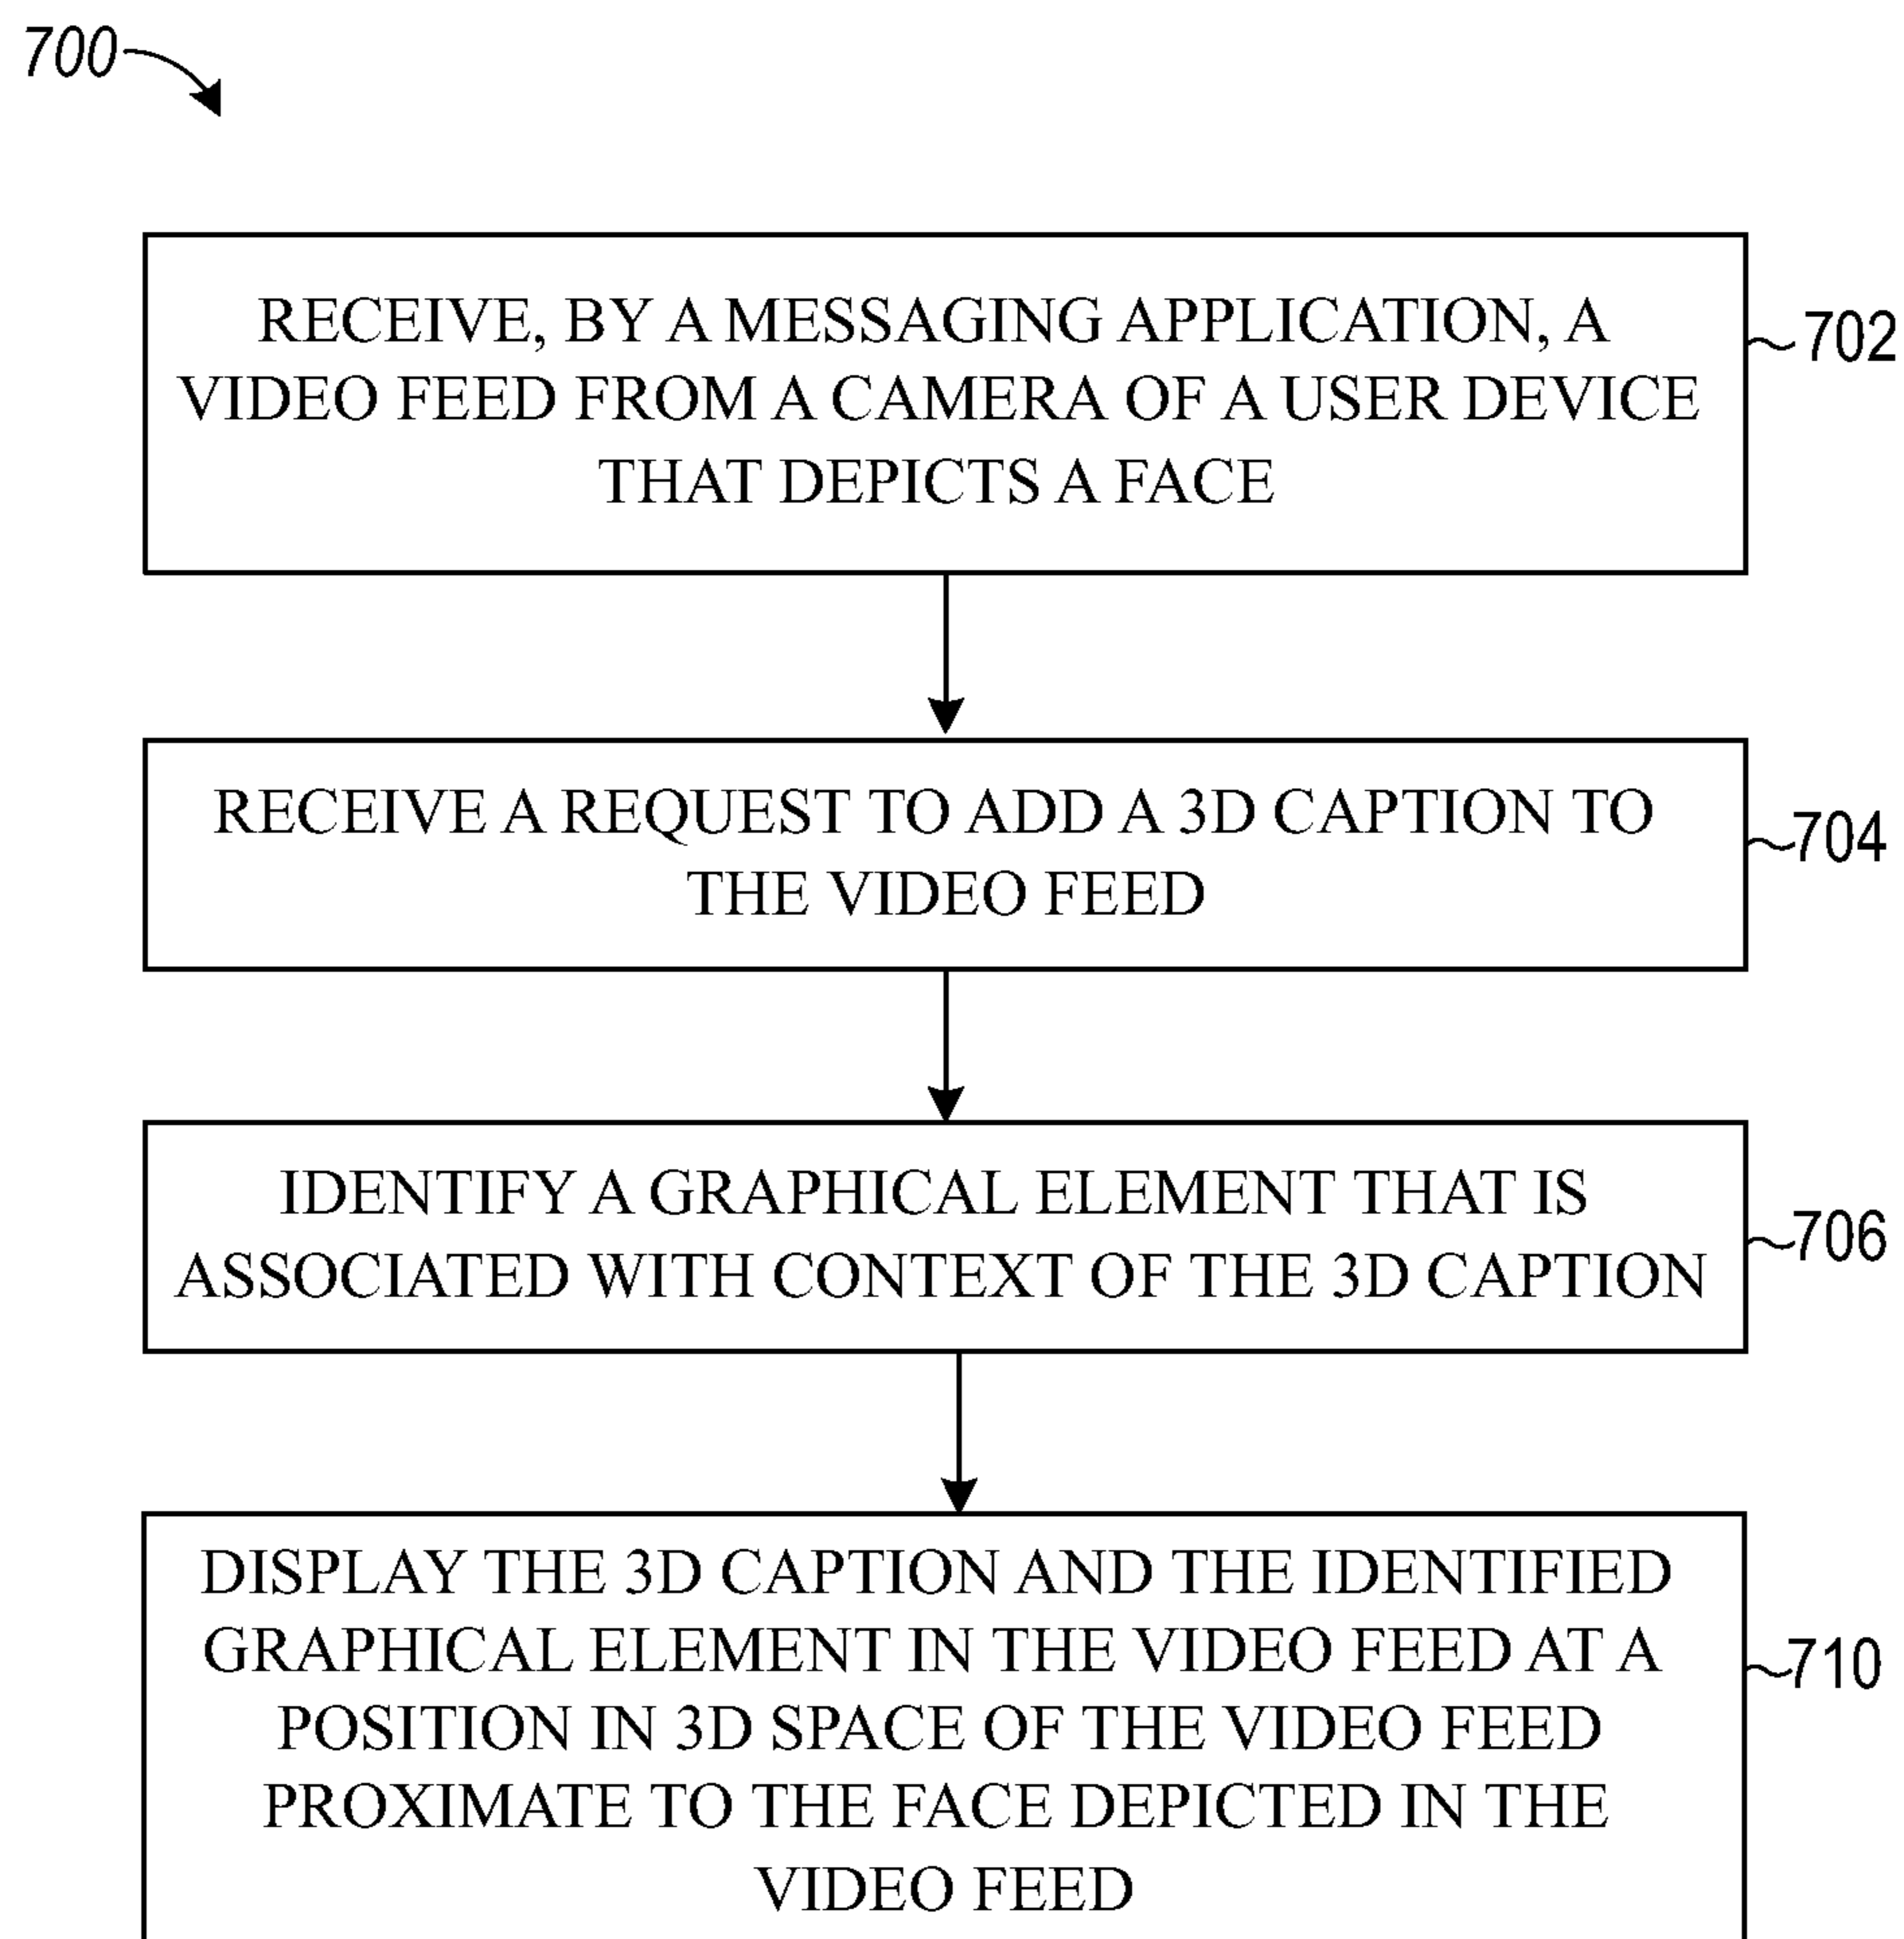 700
RECEIVE, BY A MESSAGING APPLICATION, A
VIDEO FEED FROM A CAMERA OF A USER DEVICE
THAT DEPICTS A FACE
702
RECEIVE A REQUEST TO ADD A 3D CAPTION TO
THE VIDEO FEED
704
IDENTIFY A GRAPHICAL ELEMENT THAT IS
ASSOCIATED WITH CONTEXT OF THE 3D CAPTION
706
DISPLAY THE 3D CAPTION AND THE IDENTIFIED
GRAPHICAL ELEMENT IN THE VIDEO FEED AT A
POSITION IN 3D SPACE OF THE VIDEO FEED
PROXIMATE TO THE FACE DEPICTED IN THE
VIDEO FEED
710